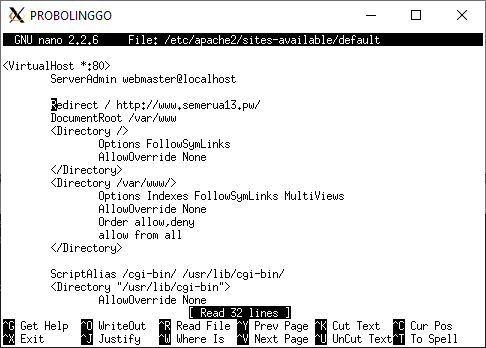 PROBOLINGGO
GNU nano 2.2.6 File: /etc/apache2/sites-available/default
<VirtualHost *:80>
ServerAdmin webmaster@localhost
Redirect / http://www.semerua13.pw/
DocumentRoot /var/www
<Directory />
Options FollowSymLinks
AllowOverride None
</Directory>
<Directory /var/www/>
Options Indexes FollowSymLinks MultiViews
AllowOverride None
Order allow,deny
allow from all
</Directory>
ScriptAlias /cgi-bin/ /usr/lib/cgi-bin/
<Directory "/usr/lib/cgi-bin">
AllowOverride None
[ Read 32 lines ]
^G Get Help ^O WriteOut ^R Read File ^Y Prev Page ^K Cut Text ^C Cur Pos
^X Exit ^J Justify ^W Where Is ^V Next Page ^U UnCut Text ^T To Spell